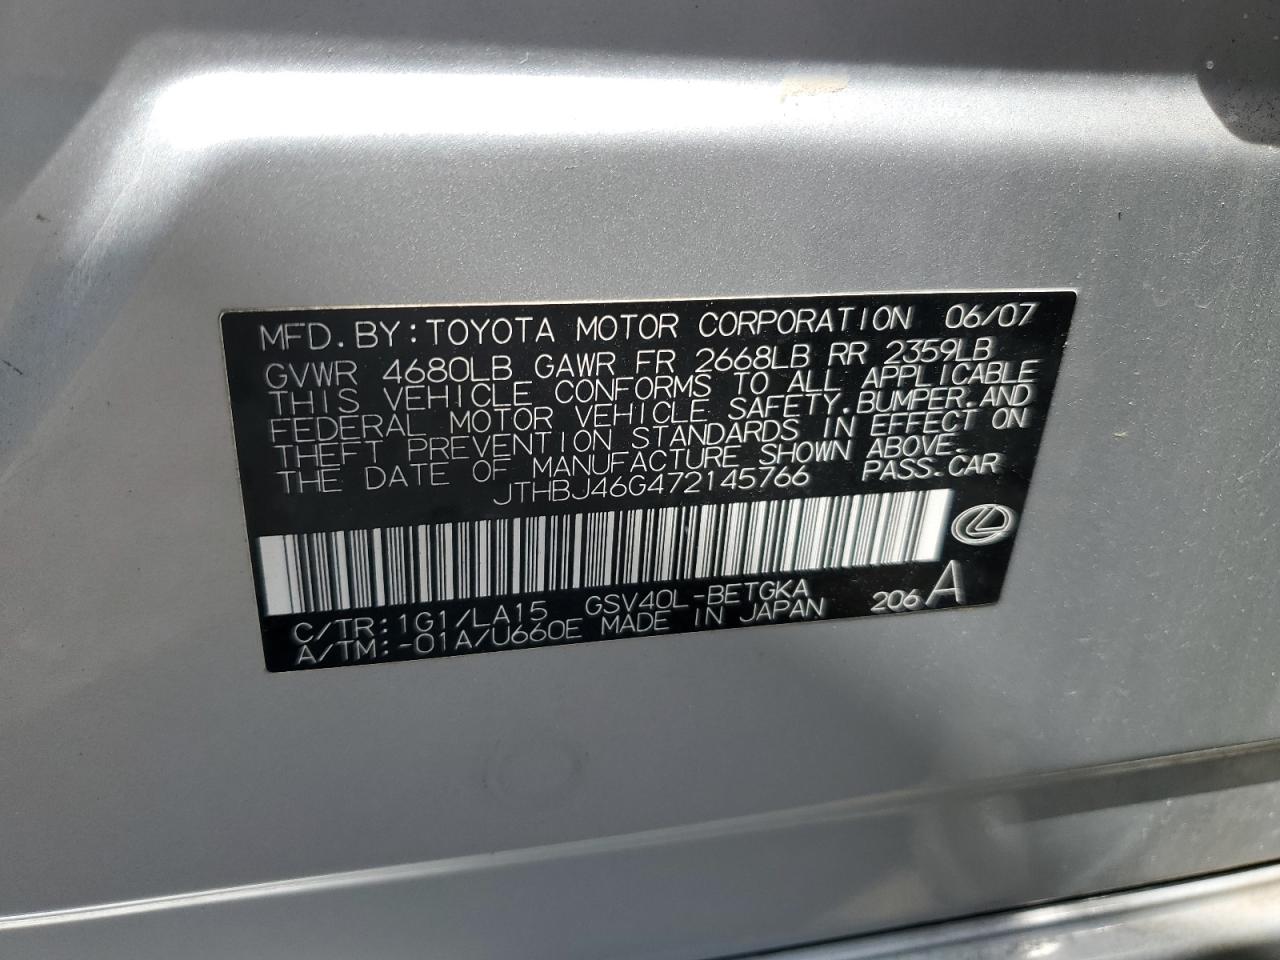 MFD. BY: TOYOTA MOTOR CORPORATION 06/07
GVWR 4680LB GAWR FR 2668LB RR 2359LB
THIS VEHICLE CONFORMS TO ALL APPLICABLE
FEDERAL MOTOR VEHICLE SAFETY.BUMPER.AND
THEFT PREVENTION STANDARDS IN EFFECT ON
THE DATE OF MANUFACTURE SHOWN ABOVE.
JTHBJ46G472145766 PASS.CAR
C/TR:1G1/LA15 GSV40L-BETGKA 206A
A/TM:-01A/U660E MADE IN JAPAN